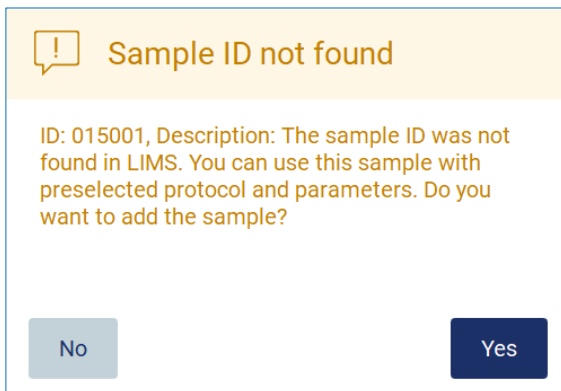 Sample ID not found
ID: 015001, Description: The sample ID was not
found in LIMS. You can use this sample with
preselected protocol and parameters. Do you
want to add the sample?
No
Yes